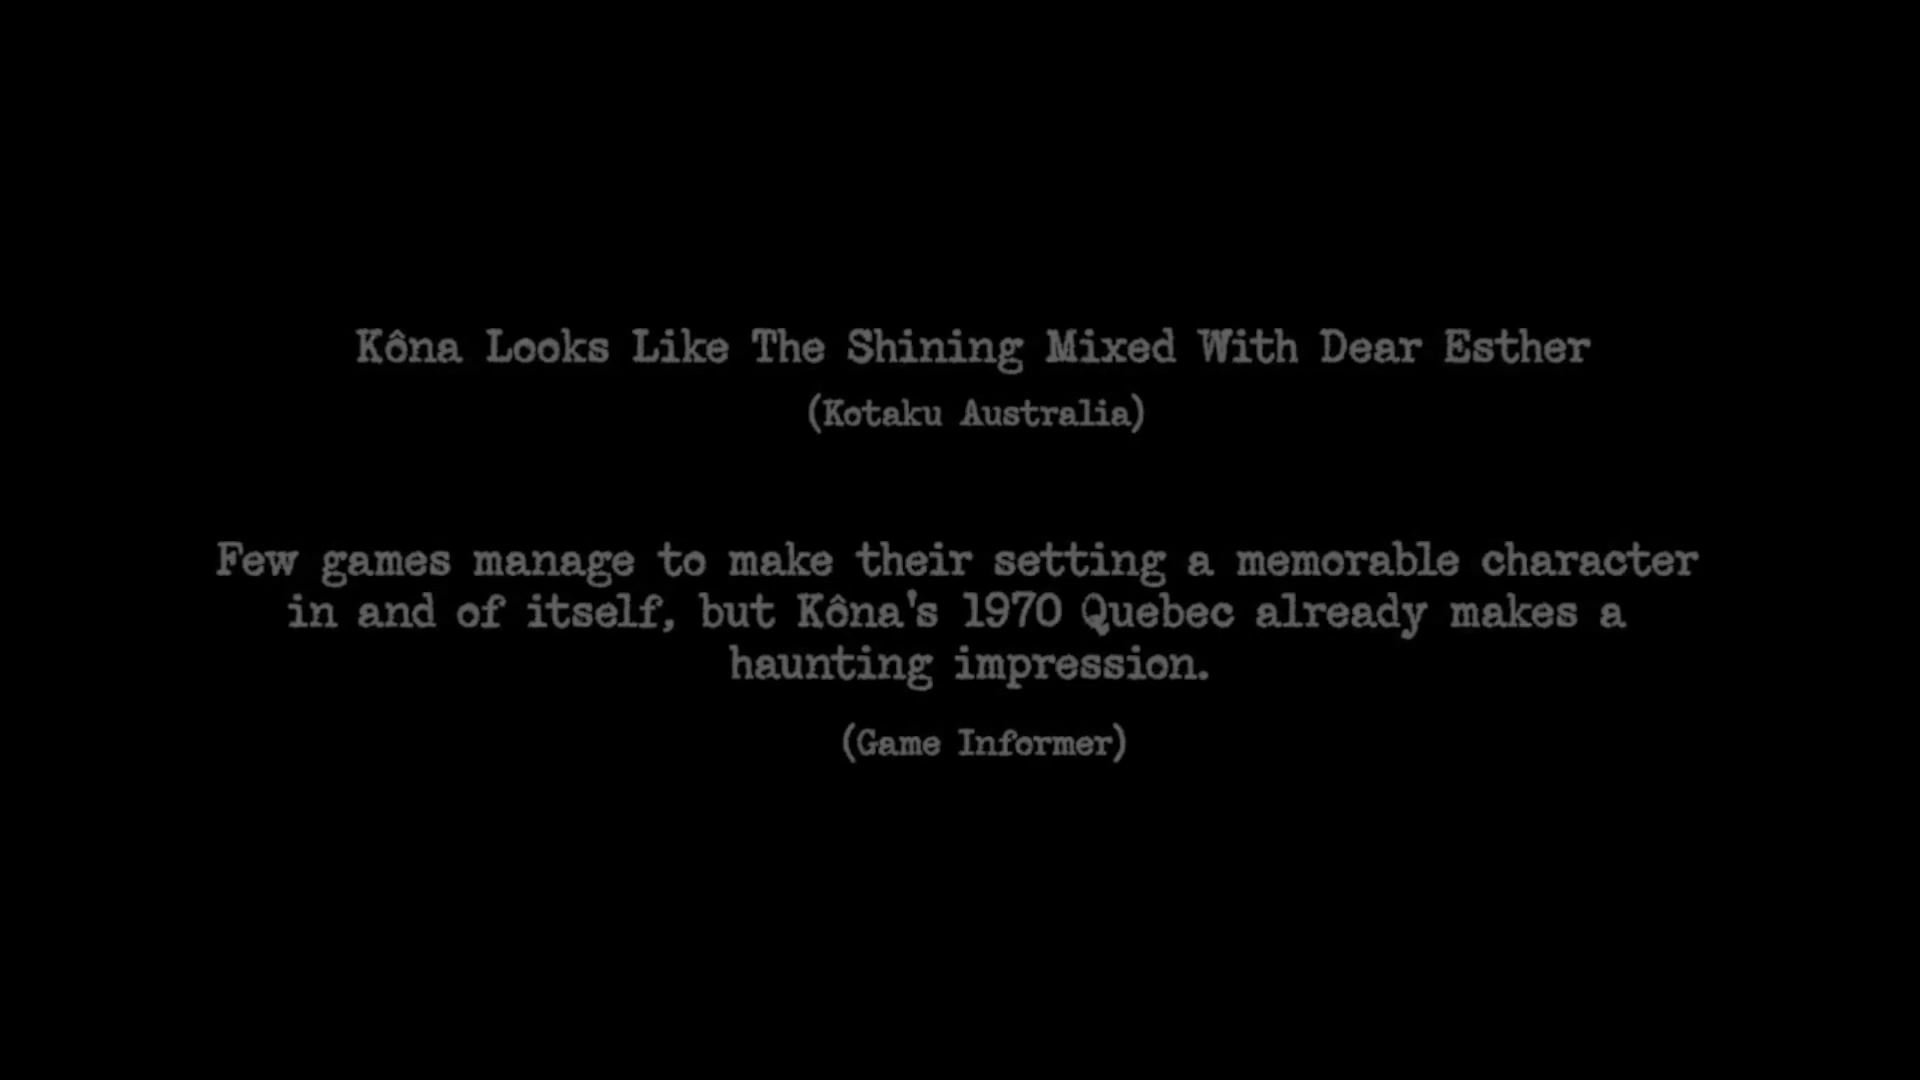 Kôna Looks Like The Shining Mixed With Dear Esther
(Kotaku Australia)
Few games manage to make their setting a memorable character
in and of itself, but Kôna's 1970 Quebec already makes a
haunting impression.
(Game Informer)